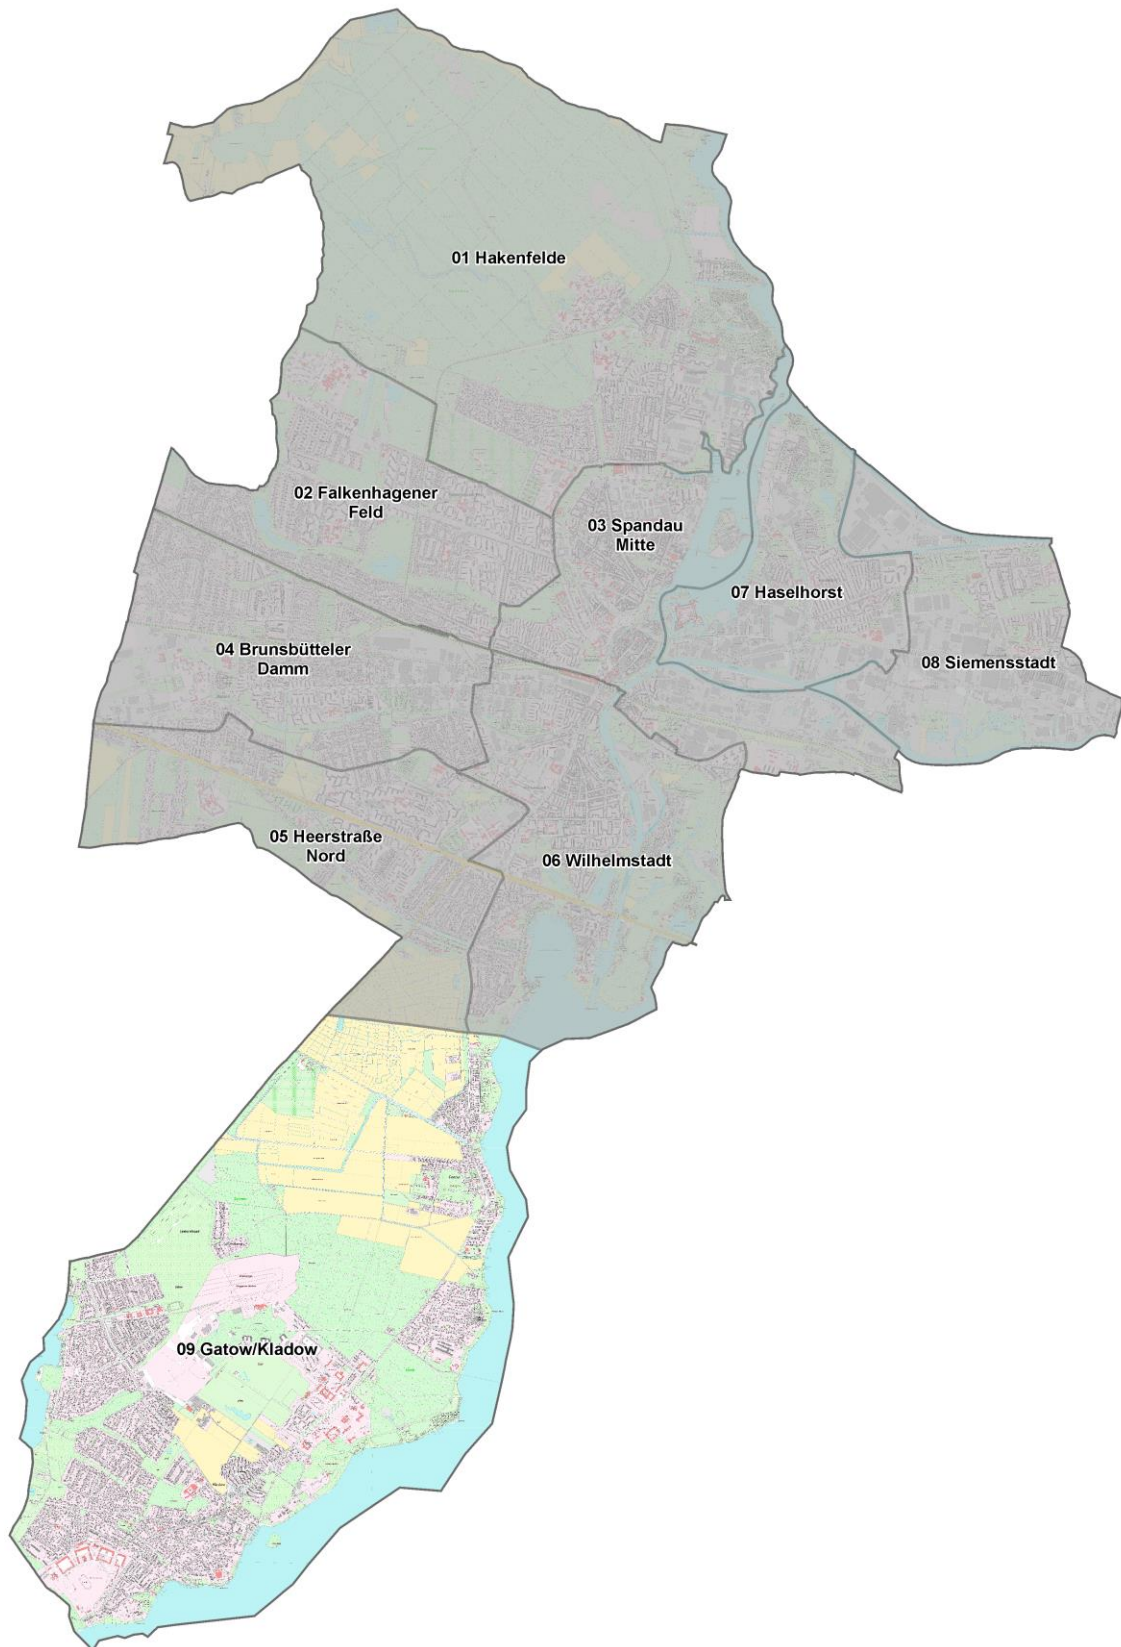 01 Hakenfelde
02 Falkenhagener
Feld
03 Spandau
Mitte
07 Haselhorst
04 Brunsbütteler
Damm
08 Siemensstadt
05 Heerstraße
Nord
06 Wilhelmstadt
09 Gatow/Kladow